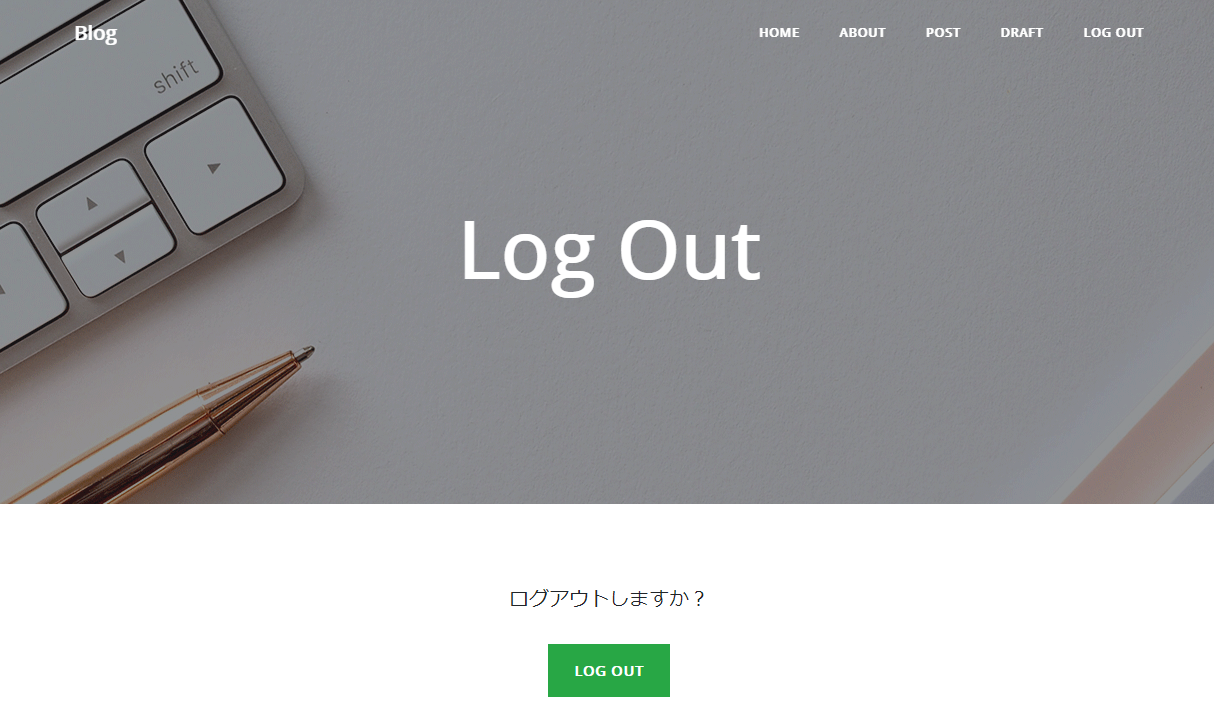 Blog
HOME ABOUT POST DRAFT LOG OUT
shift
Log Out
ログアウトしますか？
LOG OUT